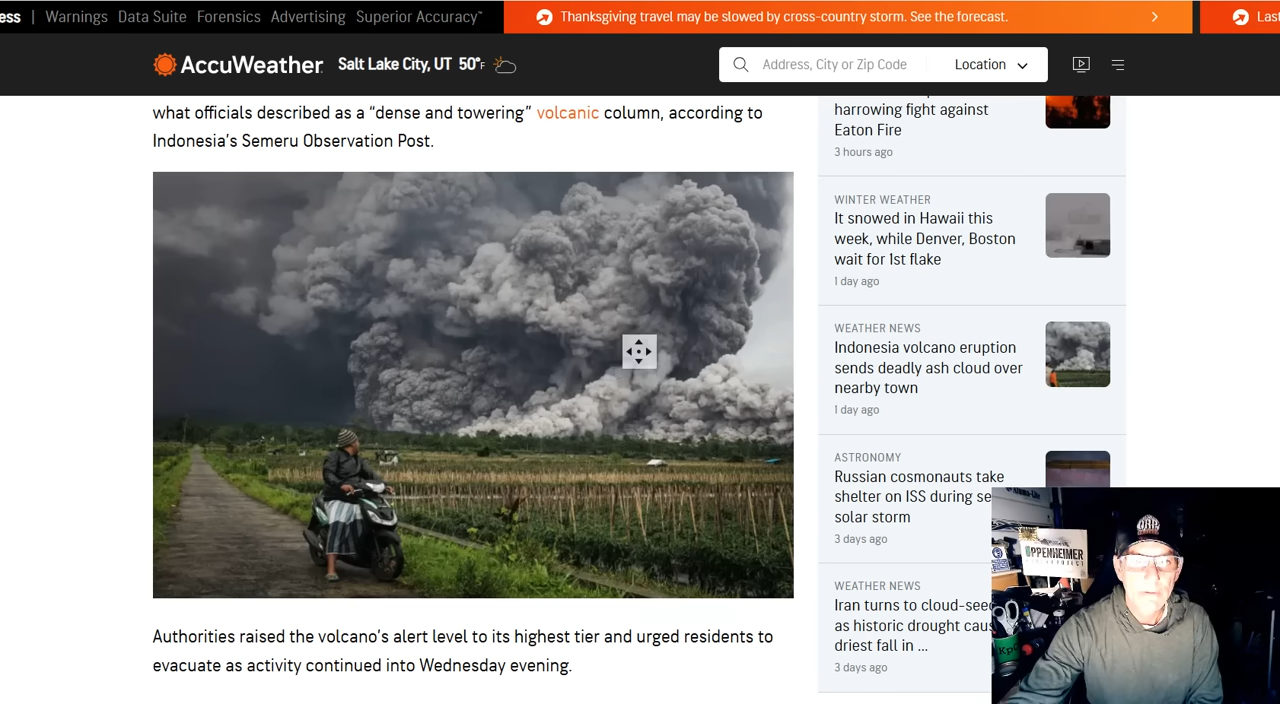 ess | Warnings Data Suite Forensics Advertising Superior Accuracy™
Thanksgiving travel may be slowed by cross-country storm. See the forecast.
Last
AccuWeather
Salt Lake City, UT 50°F
Address, City or Zip Code
Location
what officials described as a “dense and towering” volcanic column, according to
Indonesia’s Semeru Observation Post.
Authorities raised the volcano’s alert level to its highest tier and urged residents to
evacuate as activity continued into Wednesday evening.
harrowing fight against
Eaton Fire
3 hours ago
WINTER WEATHER
It snowed in Hawaii this
week, while Denver, Boston
wait for 1st flake
1 day ago
WEATHER NEWS
Indonesia volcano eruption
sends deadly ash cloud over
nearby town
1 day ago
ASTRONOMY
Russian cosmonauts take
shelter on ISS during se
solar storm
3 days ago
WEATHER NEWS
Iran turns to cloud-seed
as historic drought caus
driest fall in ...
3 days ago
OPPENHEIMER